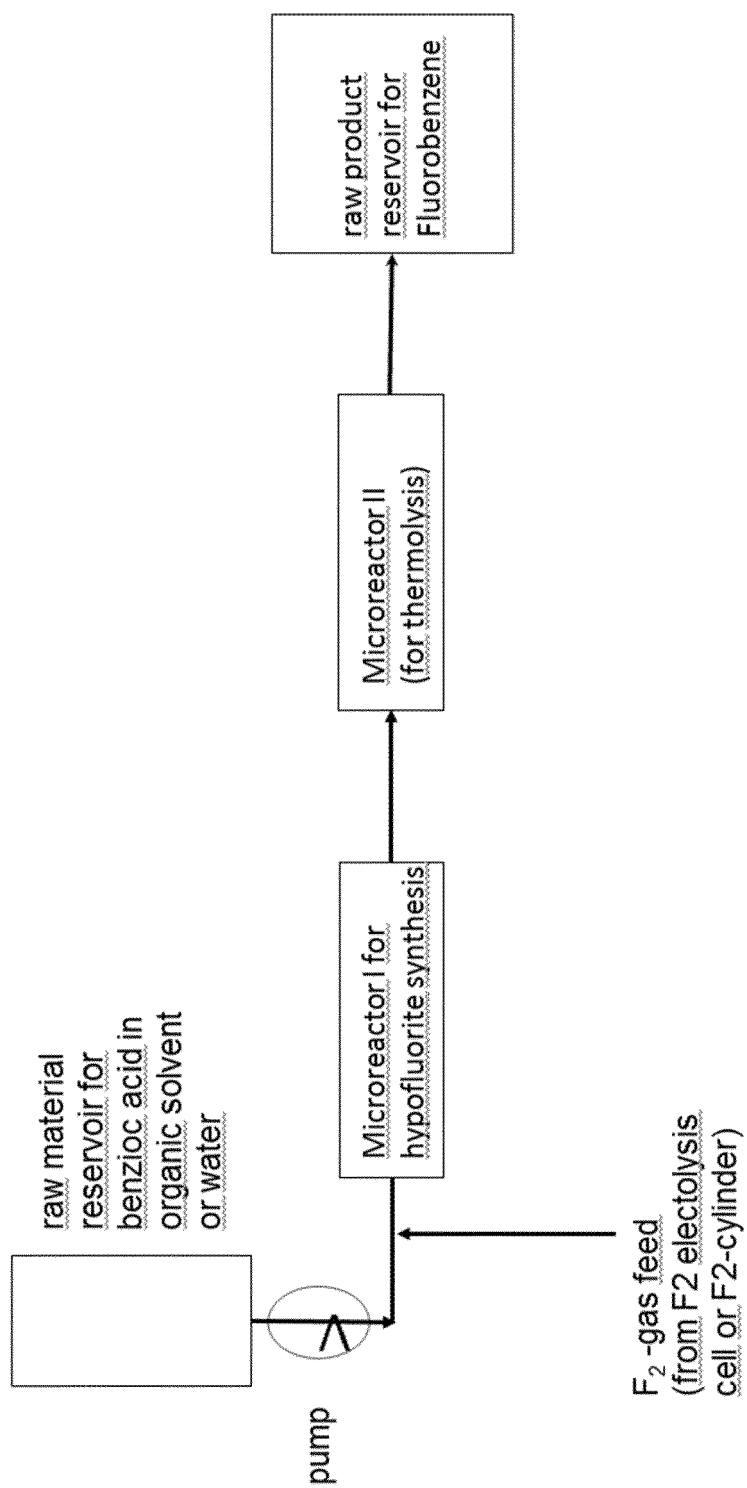 raw material
reservoir for
benzioc acid in
organic solvent
or water
pump
F₂ -gas feed
(from F2 electolysis
cell or F2-cylinder)
Microreactor I for
hypofluorite synthesis
Microreactor II
(for thermolysis)
raw product
reservoir for
Fluorobenzene